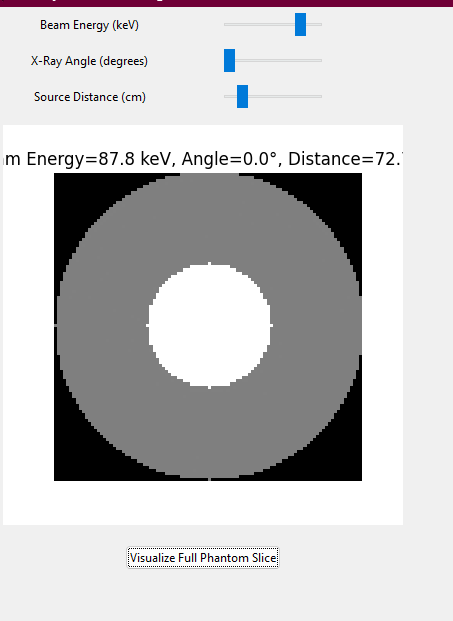 Beam Energy (keV)
X-Ray Angle (degrees)
Source Distance (cm)
Energy=87.8 keV, Angle=0.0°, Distance=72.
Visualize Full Phantom Slice